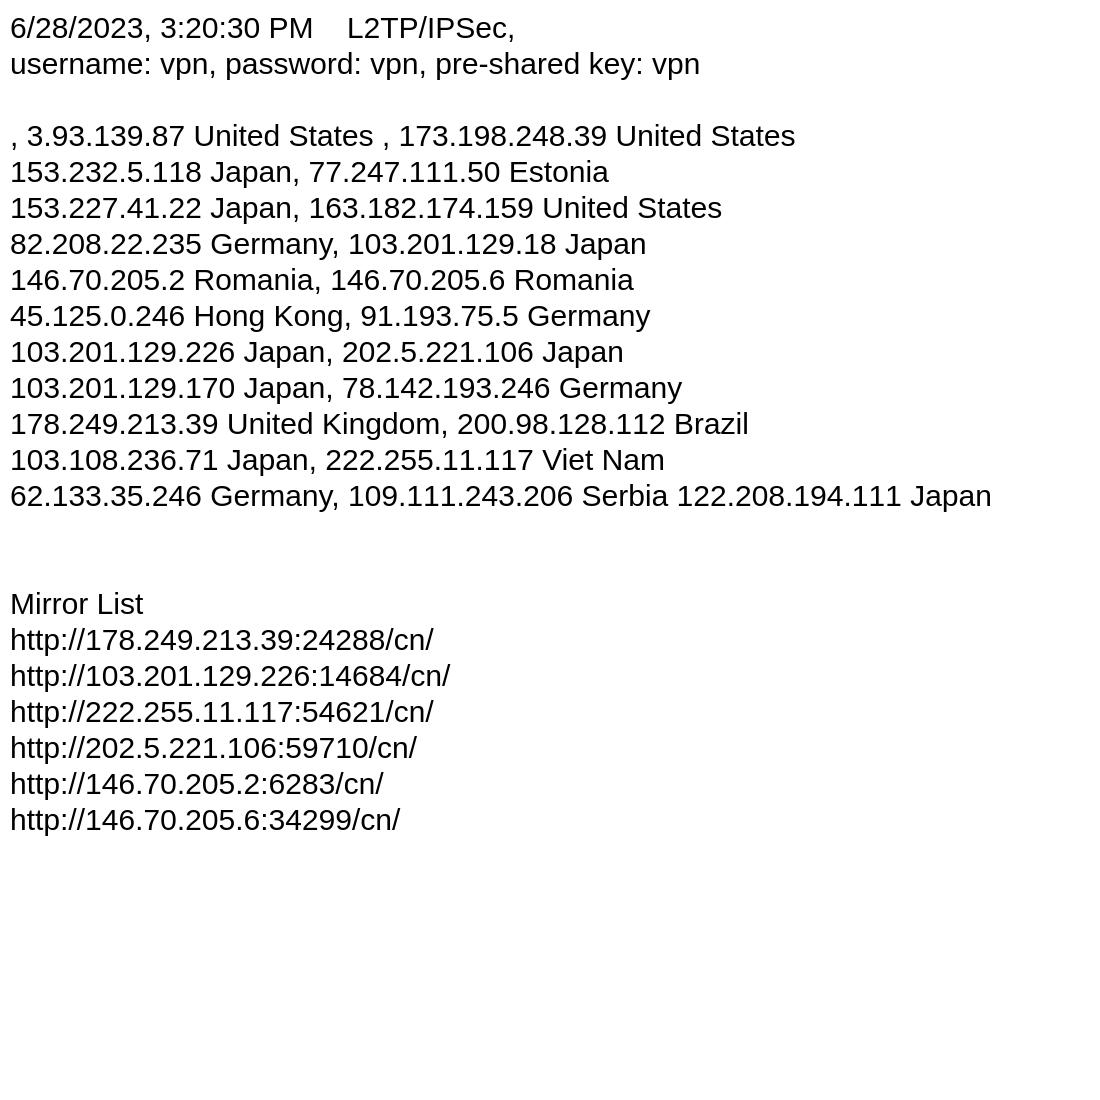 6/28/2023, 3:20:30 PM    L2TP/IPSec,
username: vpn, password: vpn, pre-shared key: vpn
, 3.93.139.87 United States , 173.198.248.39 United States
153.232.5.118 Japan, 77.247.111.50 Estonia
153.227.41.22 Japan, 163.182.174.159 United States
82.208.22.235 Germany, 103.201.129.18 Japan
146.70.205.2 Romania, 146.70.205.6 Romania
45.125.0.246 Hong Kong, 91.193.75.5 Germany
103.201.129.226 Japan, 202.5.221.106 Japan
103.201.129.170 Japan, 78.142.193.246 Germany
178.249.213.39 United Kingdom, 200.98.128.112 Brazil
103.108.236.71 Japan, 222.255.11.117 Viet Nam
62.133.35.246 Germany, 109.111.243.206 Serbia 122.208.194.111 Japan
Mirror List
http://178.249.213.39:24288/cn/
http://103.201.129.226:14684/cn/
http://222.255.11.117:54621/cn/
http://202.5.221.106:59710/cn/
http://146.70.205.2:6283/cn/
http://146.70.205.6:34299/cn/